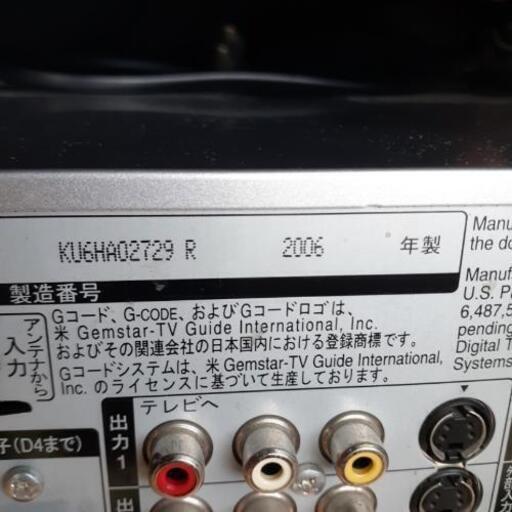 KU6HA02729 R 2006 年製
製造番号
Gコード、G-CODE、およびGコードロゴは、
米 Gemstar-TV Guide International, Inc.
およびその関連会社の日本国内における登録商標です。
Gコードシステムは、米 Gemstar-TV Guide International,
Inc. のライセンスに基づいて生産しております。
アンテナから
入力
Manu
the do
Manufa
U.S. Pa
6,487,5
pending
Digital T
Systems
テレビへ
出力1
子(D4まで)
出
外部入力